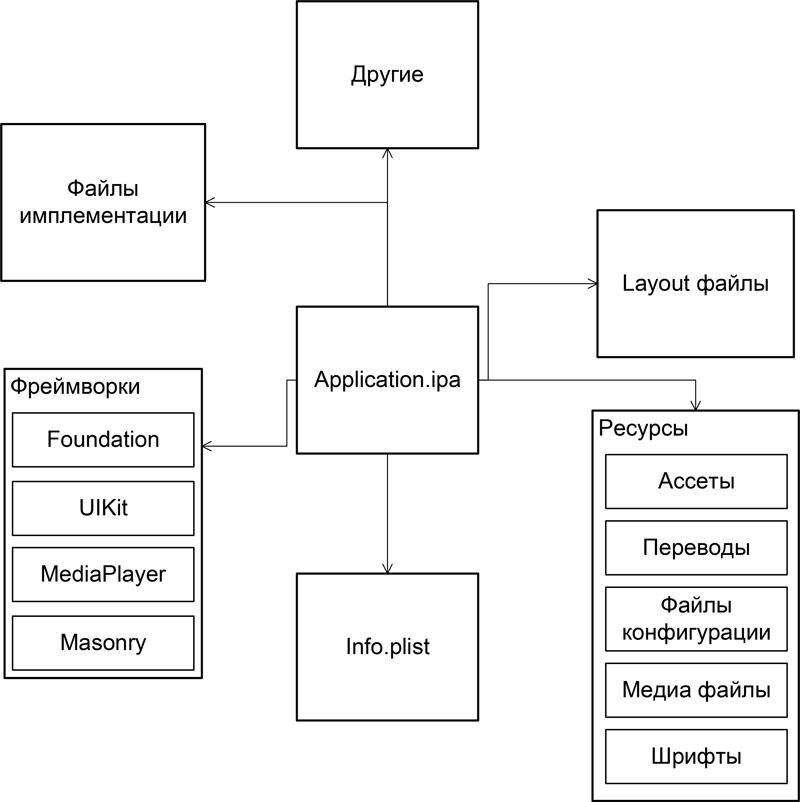 Другие
Файлы
имплементации
Layout файлы
Application.ipa
Фреймворки
Foundation
UIKit
MediaPlayer
Masonry
Info.plist
Ресурсы
Ассеты
Переводы
Файлы
конфигурации
Медиа файлы
Шрифты